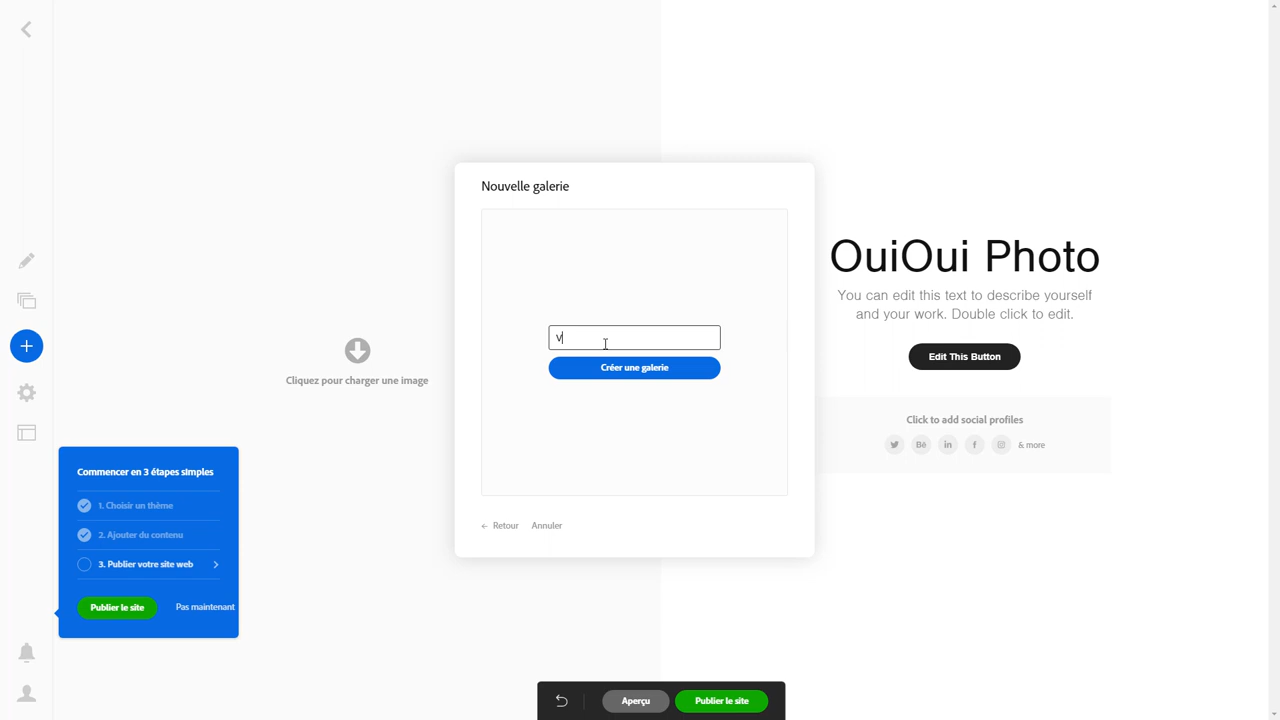 Nouvelle galerie
V
Créer une galerie
← Retour Annuler
Cliquez pour charger une image
OuiOui Photo
You can edit this text to describe yourself
and your work. Double click to edit.
Edit This Button
Click to add social profiles
Bē in f & more
Commencer en 3 étapes simples
1. Choisir un thème
2. Ajouter du contenu
3. Publier votre site web
Publier le site Pas maintenant
Aperçu Publier le site